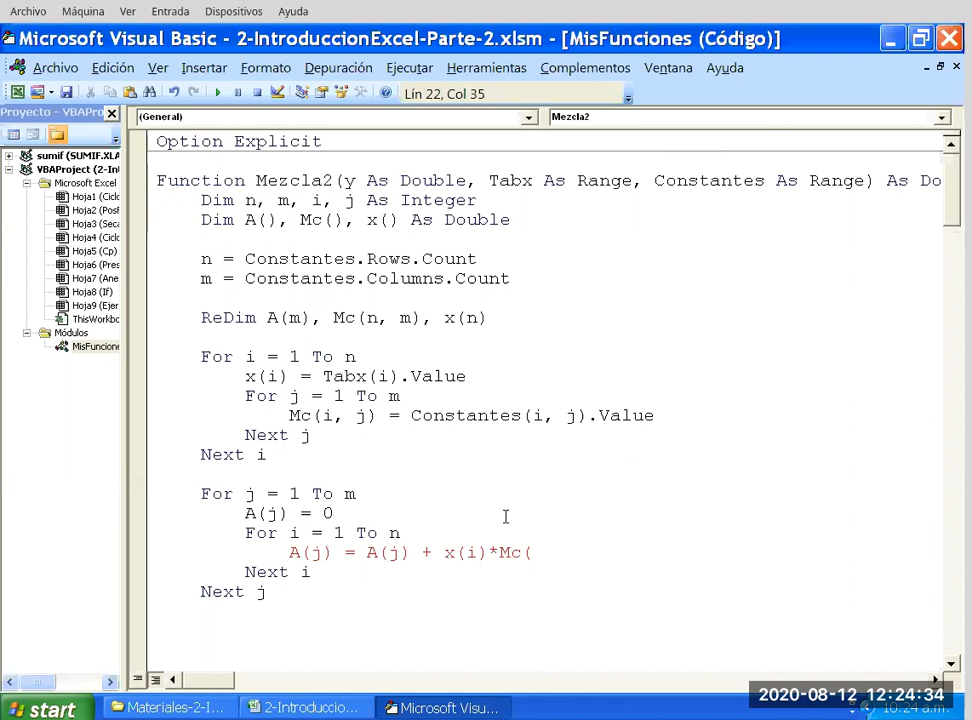 Archivo Máquina Ver Entrada Dispositivos Ayuda
Microsoft Visual Basic - 2-IntroduccionExcel-Parte-2.xlsm - [MisFunciones (Código)]
Archivo Edición Ver Insertar Formato Depuración Ejecutar Herramientas Complementos Ventana Ayuda
Lín 22, Col 35
Proyecto - VBAPro
(General) Mezcla2
sumif (SUMIF.XLA
VBAProject (2-In
Microsoft Excel
Hoja1 (Ciclo
Hoja2 (Posf
Hoja3 (Seca
Hoja4 (Ciclo
Hoja5 (Cp)
Hoja6 (Pres
Hoja7 (Ane
Hoja8 (If)
Hoja9 (Ejer
ThisWorkbo
Módulos
MisFuncione
Option Explicit
Function Mezcla2(y As Double, Tabx As Range, Constantes As Range) As Do
Dim n, m, i, j As Integer
Dim A(), Mc(), x() As Double
n = Constantes.Rows.Count
m = Constantes.Columns.Count
ReDim A(m), Mc(n, m), x(n)
For i = 1 To n
x(i) = Tabx(i).Value
For j = 1 To m
Mc(i, j) = Constantes(i, j).Value
Next j
Next i
For j = 1 To m
A(j) = 0
For i = 1 To n
A(j) = A(j) + x(i)*Mc(
Next i
Next j
start Materiales-2-I... 2-Introduccio... Microsoft Visu...
2020-08-12 12:24:34
10:24 a.m.